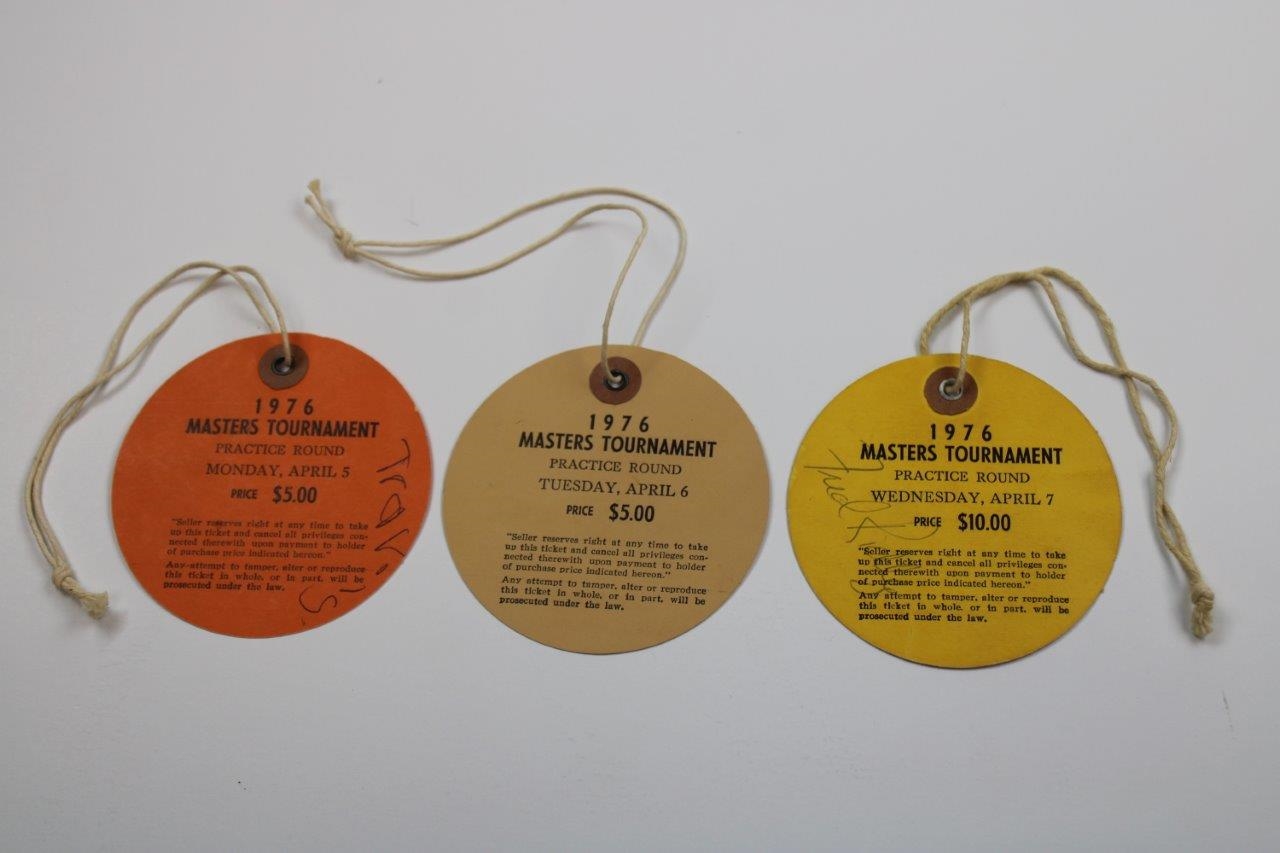 1976
MASTERS TOURNAMENT
PRACTICE ROUND
MONDAY, APRIL 5
PRICE $5.00
"Seller reserves right at any time to take
up this ticket and cancel all privileges con-
nected therewith upon payment to holder
of purchase price indicated hereon."
Any attempt to tamper, alter or reproduce
this ticket in whole, or in part, will be
prosecuted under the law.
1976
MASTERS TOURNAMENT
PRACTICE ROUND
TUESDAY, APRIL 6
PRICE $5.00
"Seller reserves right at any time to take
up this ticket and cancel all privileges con-
nected therewith upon payment to holder
of purchase price indicated hereon."
Any attempt to tamper, alter or reproduce
this ticket in whole, or in part, will be
prosecuted under the law.
1976
MASTERS TOURNAMENT
PRACTICE ROUND
WEDNESDAY, APRIL 7
PRICE $10.00
"Seller reserves right at any time to take
up this ticket and cancel all privileges con-
nected therewith upon payment to holder
of purchase price indicated hereon."
Any attempt to tamper, alter or reproduce
this ticket in whole, or in part, will be
prosecuted under the law.